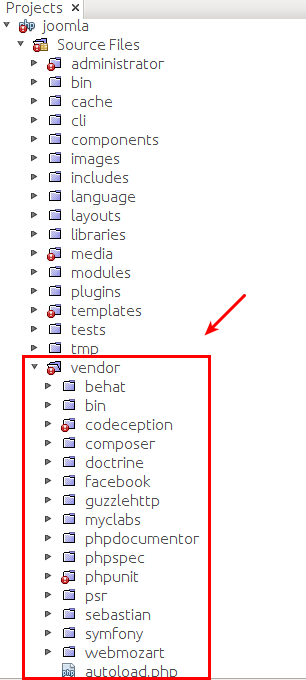 Projects ×
joomla
Source Files
administrator
bin
cache
cli
components
images
includes
language
layouts
libraries
media
modules
plugins
templates
tests
tmp
vendor
behat
bin
codeception
composer
doctrine
facebook
guzzlehttp
myclabs
phpdocumentor
phpspec
phpunit
psr
sebastian
symfony
webmozart
autoload.php